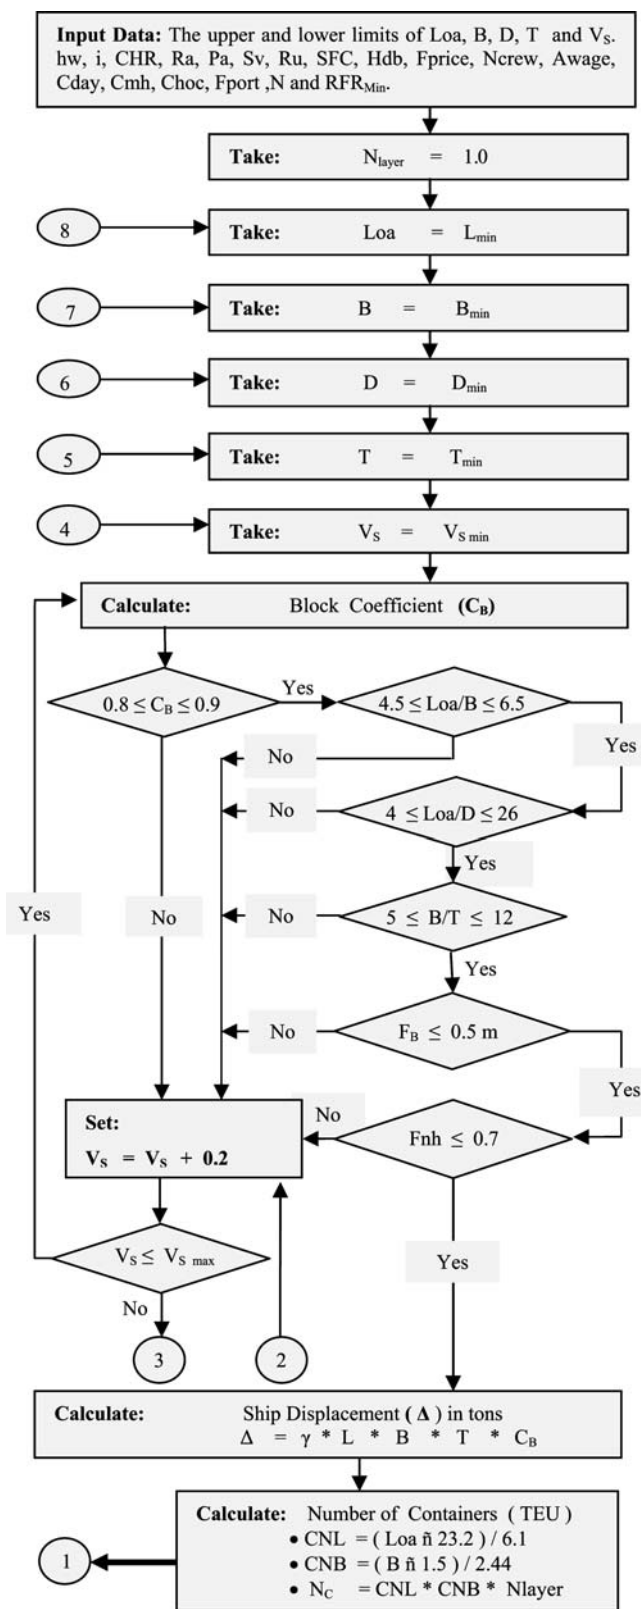 Input Data: The upper and lower limits of Loa, B, D, T and VS.
hw, i, CHR, Ra, Pa, Sv, Ru, SFC, Hdb, Fprice, Ncrew, Awage,
Cday, Cmh, Choc, Fport ,N and RFRMin.
Take: Nlayer = 1.0
8
Take: Loa = Lmin
7
Take: B = Bmin
6
Take: D = Dmin
5
Take: T = Tmin
4
Take: VS = VS min
Calculate: Block Coefficient (CB)
0.8 ≤ CB ≤ 0.9
Yes
4.5 ≤ Loa/B ≤ 6.5
Yes
No
4 ≤ Loa/D ≤ 26
No
Yes
Yes
No
5 ≤ B/T ≤ 12
No
Yes
FB ≤ 0.5 m
No
Yes
Set:
VS = VS + 0.2
No
Fnh ≤ 0.7
VS ≤ VS max
Yes
No
3
2
Calculate: Ship Displacement ( Δ ) in tons
Δ = γ * L * B * T * CB
Calculate: Number of Containers ( TEU )
• CNL = ( Loa ñ 23.2 ) / 6.1
• CNB = ( B ñ 1.5 ) / 2.44
• NC = CNL * CNB * Nlayer
1